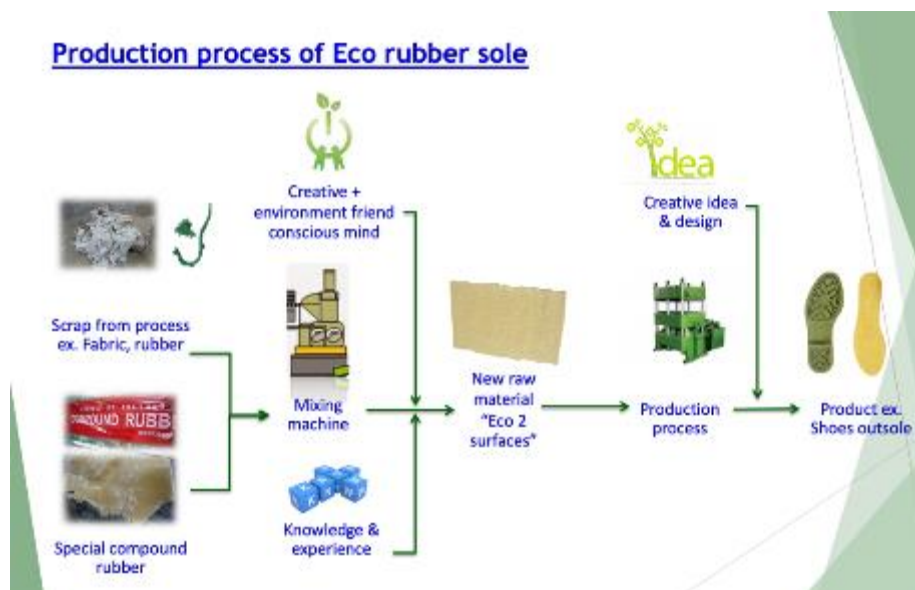 Production process of Eco rubber sole
idea
Creative +
environment friend
conscious mind
Creative idea
& design
Scrap from process
ex. Fabric, rubber
Mixing
machine
New raw
material
"Eco 2
surfaces"
Production
process
Product ex.
Shoes outsole
Knowledge &
experience
Special compound
rubber